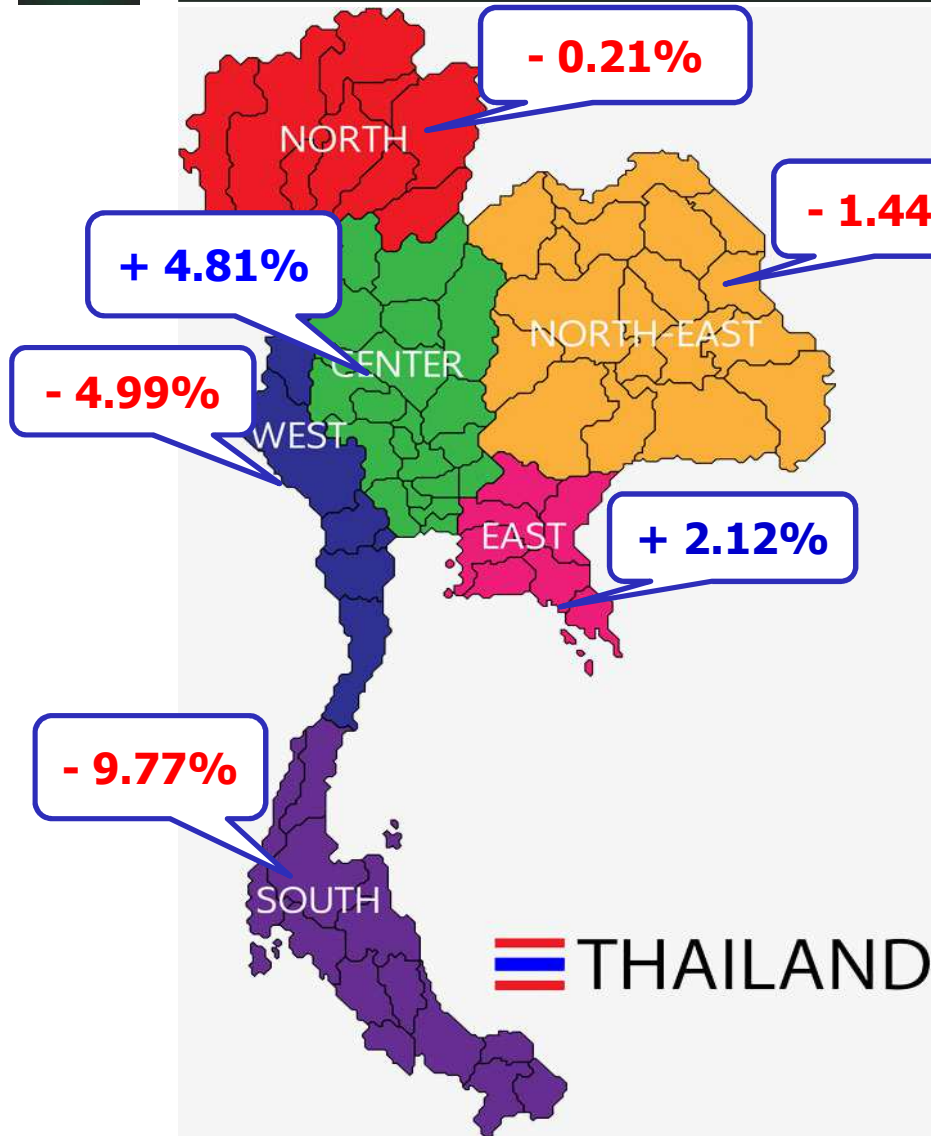 - 0.21%
NORTH
- 1.44
+ 4.81%
NORTH-EAST
CENTER
- 4.99%
WEST
EAST
+ 2.12%
- 9.77%
SOUTH
THAILAND